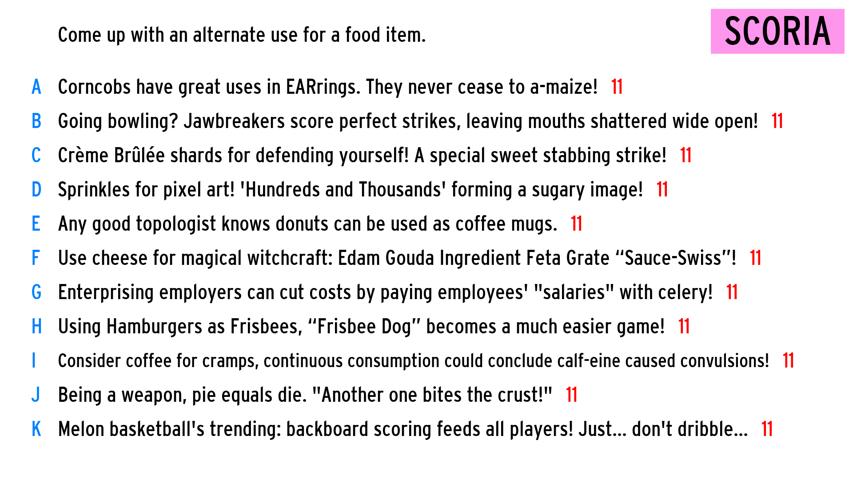 Come up with an alternate use for a food item.
SCORIA
A Corncobs have great uses in EARrings. They never cease to a-maize! 11
B Going bowling? Jawbreakers score perfect strikes, leaving mouths shattered wide open! 11
C Crème Brûlée shards for defending yourself! A special sweet stabbing strike! 11
D Sprinkles for pixel art! 'Hundreds and Thousands' forming a sugary image! 11
E Any good topologist knows donuts can be used as coffee mugs. 11
F Use cheese for magical witchcraft: Edam Gouda Ingredient Feta Grate “Sauce-Swiss”! 11
G Enterprising employers can cut costs by paying employees' "salaries" with celery! 11
H Using Hamburgers as Frisbees, “Frisbee Dog” becomes a much easier game! 11
I Consider coffee for cramps, continuous consumption could conclude calf-eine caused convulsions! 11
J Being a weapon, pie equals die. "Another one bites the crust!" 11
K Melon basketball's trending: backboard scoring feeds all players! Just... don't dribble... 11